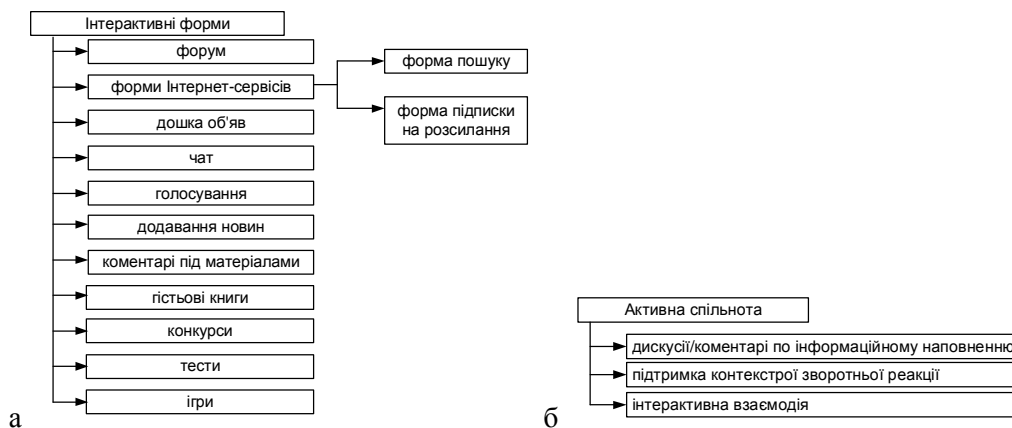 Інтерактивні форми
форум
форми Інтернет-сервісів
форма пошуку
форма підписки
на розсилання
дошка об'яв
чат
голосування
додавання новин
коментарі під матеріалами
гістьові книги
конкурси
тести
ігри
а
Активна спільнота
дискусії/коментарі по інформаційному наповненню
підтримка контекстрої зворотньої реакції
інтерактивна взаємодія
б